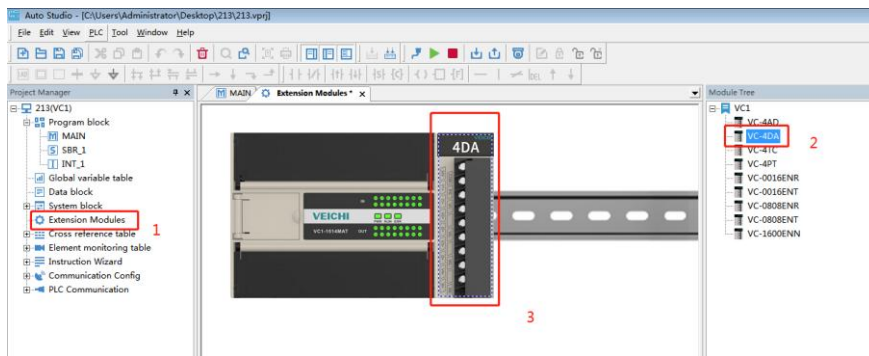 Auto Studio - [C:\Users\Administrator\Desktop\213\213.vprj]
File Edit View PLC Tool Window Help
Project Manager
213(VC1)
Program block
MAIN
SBR_1
INT_1
Global variable table
Data block
System block
Extension Modules
1
Cross reference table
Element monitoring table
Instruction Wizard
Communication Config
PLC Communication
MAIN
Extension Modules *
4DA
VEICHI
IN
OUT
VC1-1614MAT
3
Module Tree
VC1
VC-4AD
VC-4DA
2
VC-4TC
VC-4PT
VC-0016ENR
VC-0016ENT
VC-0808ENR
VC-0808ENT
VC-1600ENN